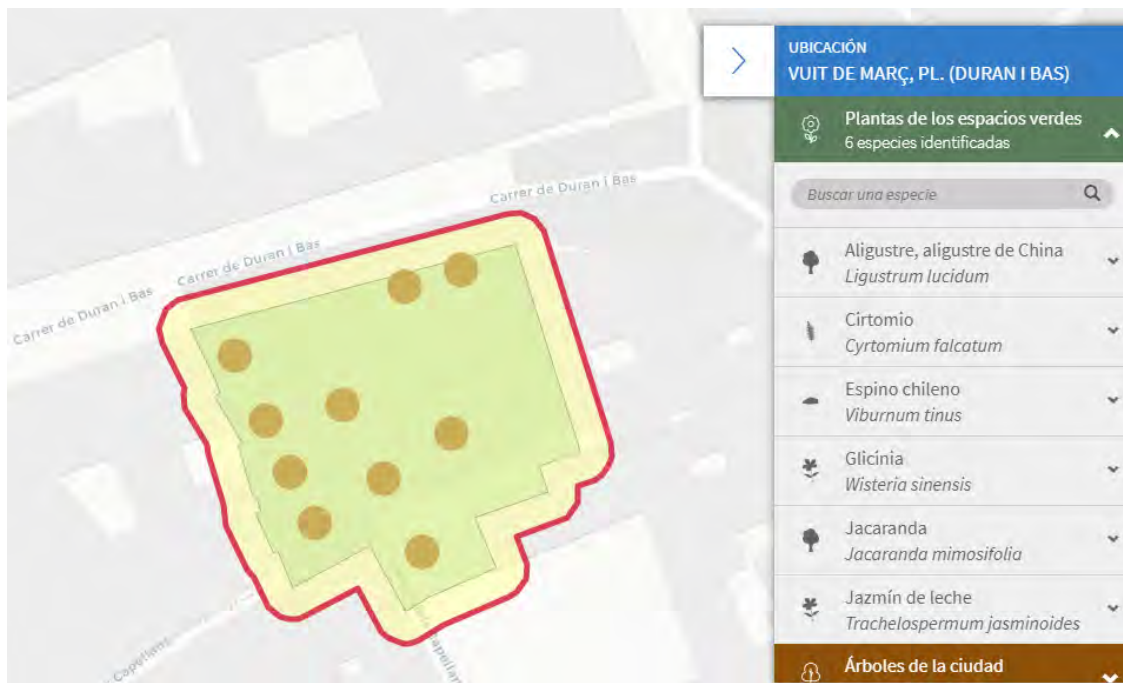 UBICACIÓN
VUIT DE MARÇ, PL. (DURAN I BAS)
Plantas de los espacios verdes
6 especies identificadas
Buscar una especie
Aligustre, aligustre de China
Ligustrum lucidum
Cirtomio
Cyrtomium falcatum
Espino chileno
Viburnum tinus
Glicínia
Wisteria sinensis
Jacaranda
Jacaranda mimosifolia
Jazmín de leche
Trachelospermum jasminoides
Árboles de la ciudad
Carrer de Duran i Bas
Carrer de Duran i Bas
Carrer de Duran i Bas
Capellans
Capellans